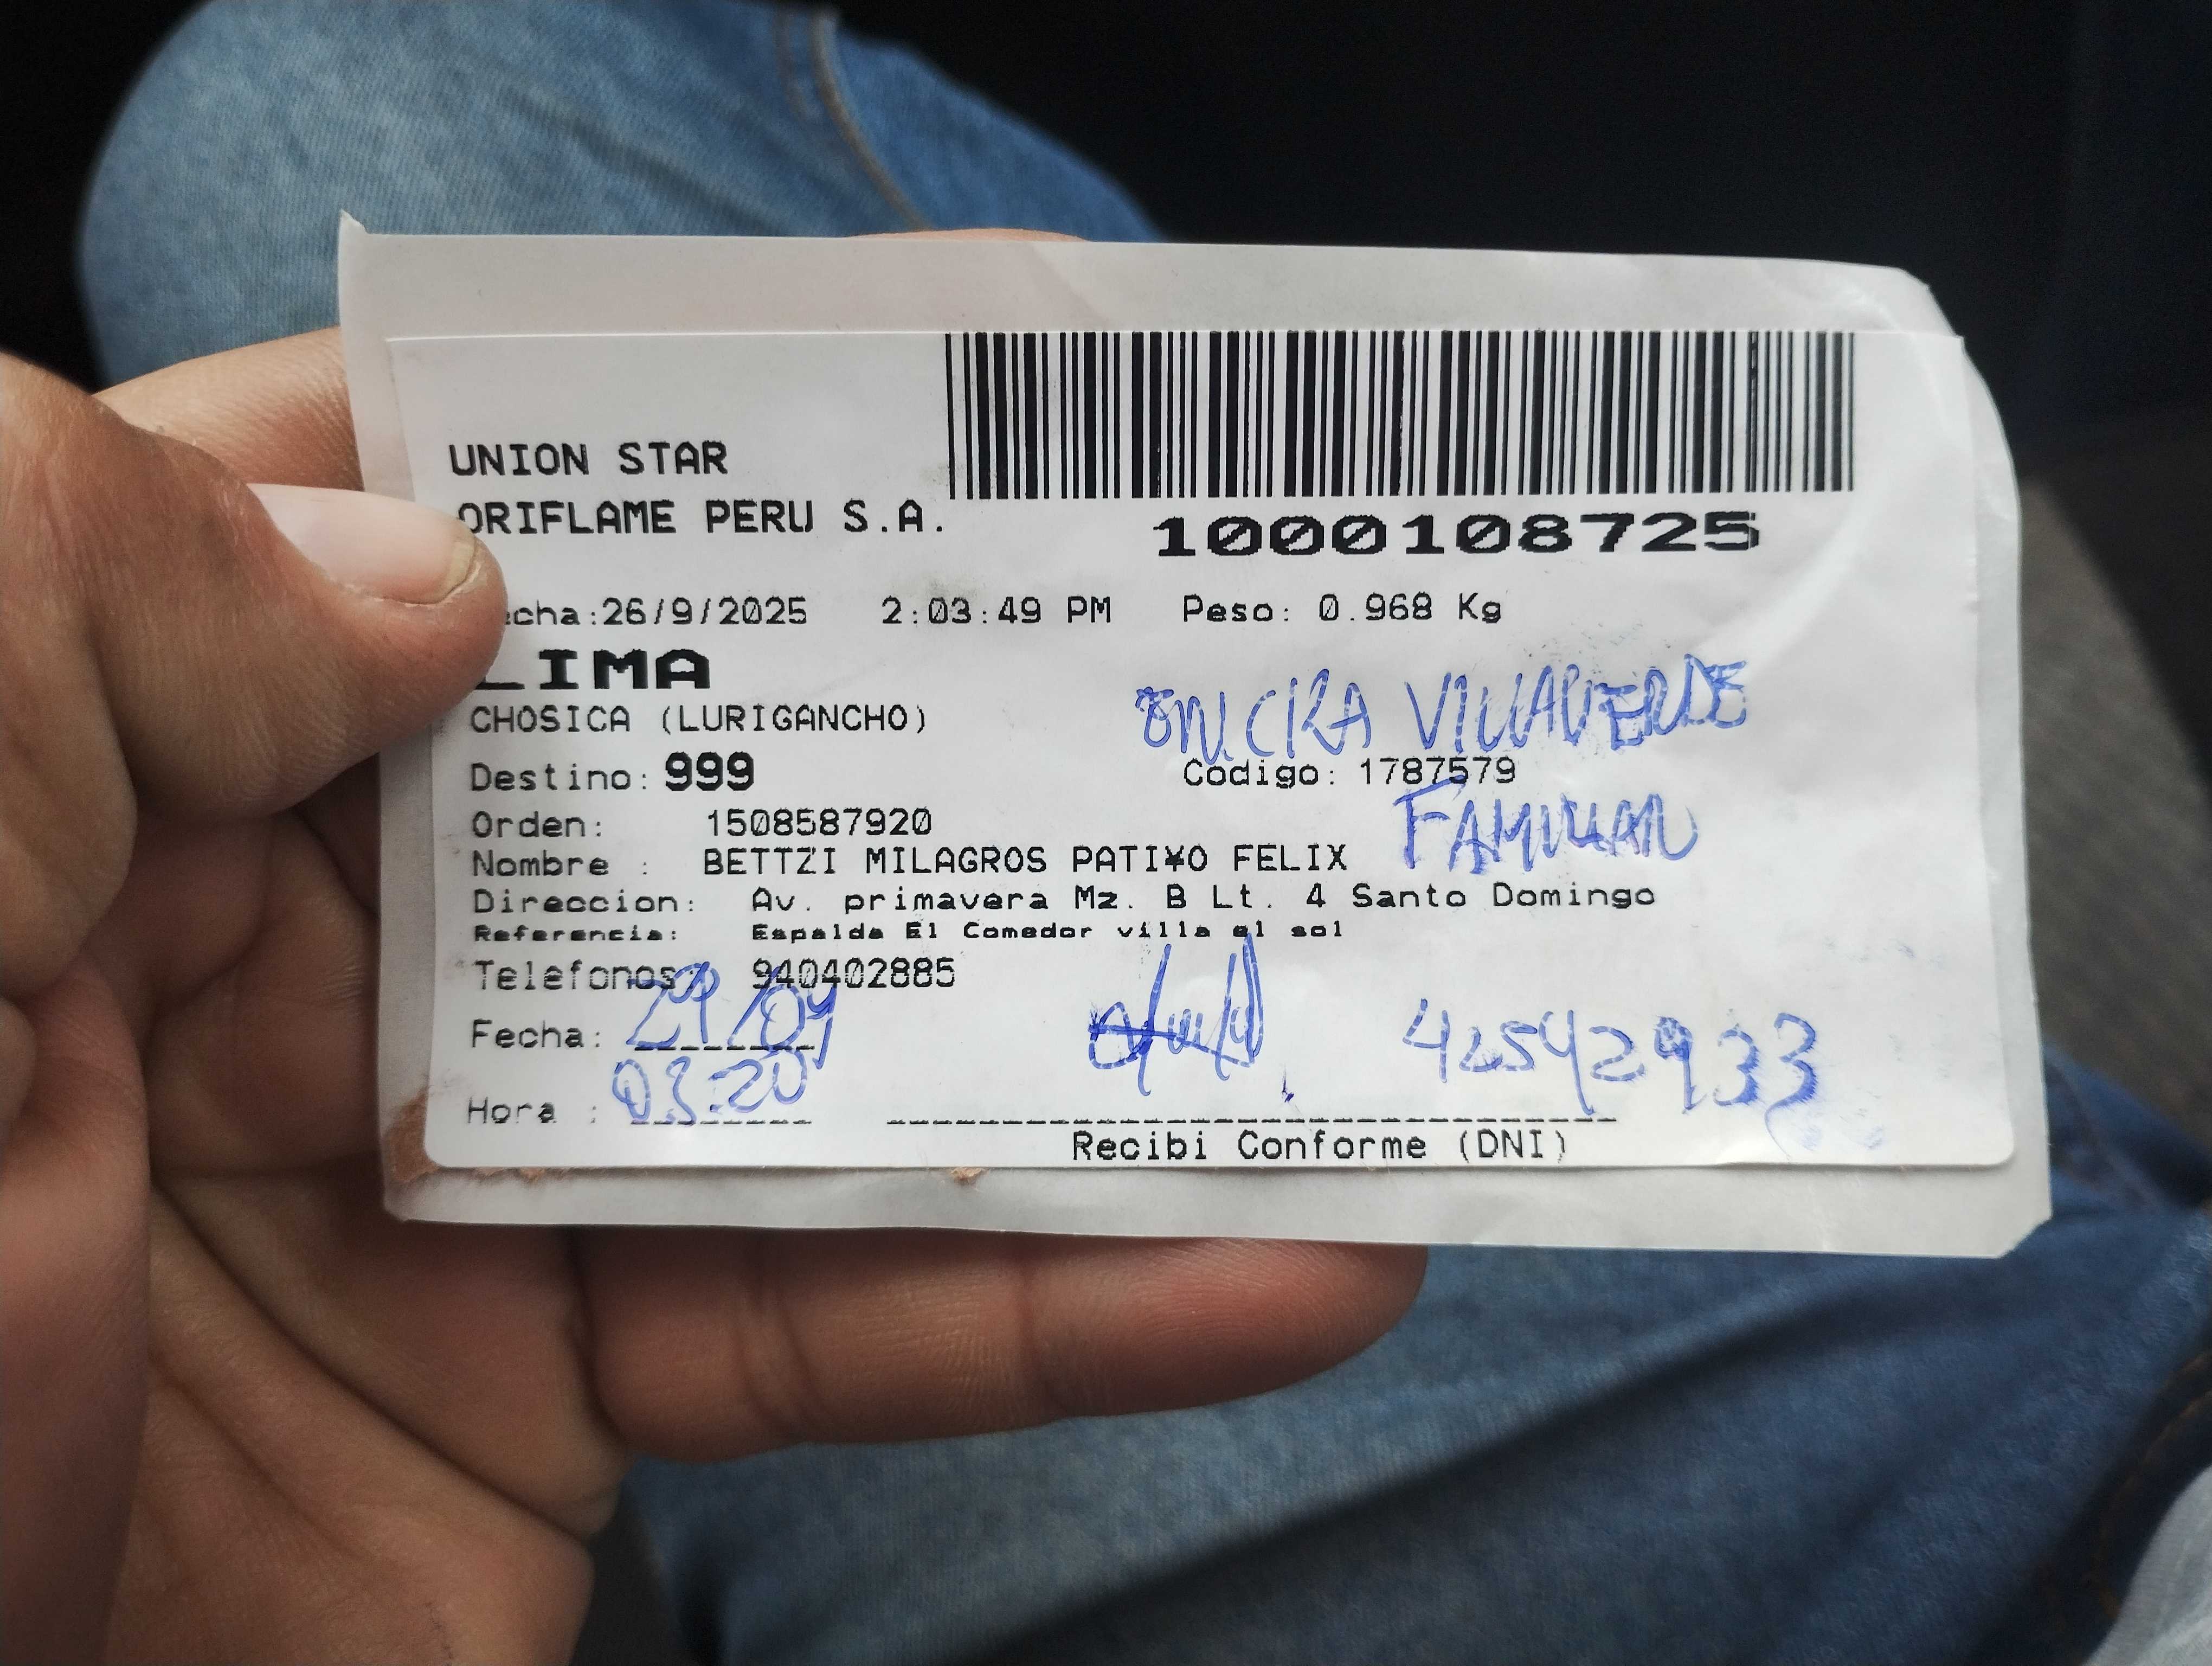 UNION STAR
ORIFLAME PERU S.A.
1000108725
echa:26/9/2025 2:03:49 PM Peso: 0.968 Kg
LIMA
CHOSICA (LURIGANCHO)
VILLAVERDE
Destino: 999 Codigo: 1787579
FAMILIAR
Orden: 1508587920
Nombre : BETTZI MILAGROS PATI¥O FELIX
Direccion: Av. primavera Mz. B Lt. 4 Santo Domingo
Referencia: Espalda El Comedor villa el sol
Telefonos: 940402885
Fecha: 29/09
42542933
Hora : 03:20
Recibi Conforme (DNI)